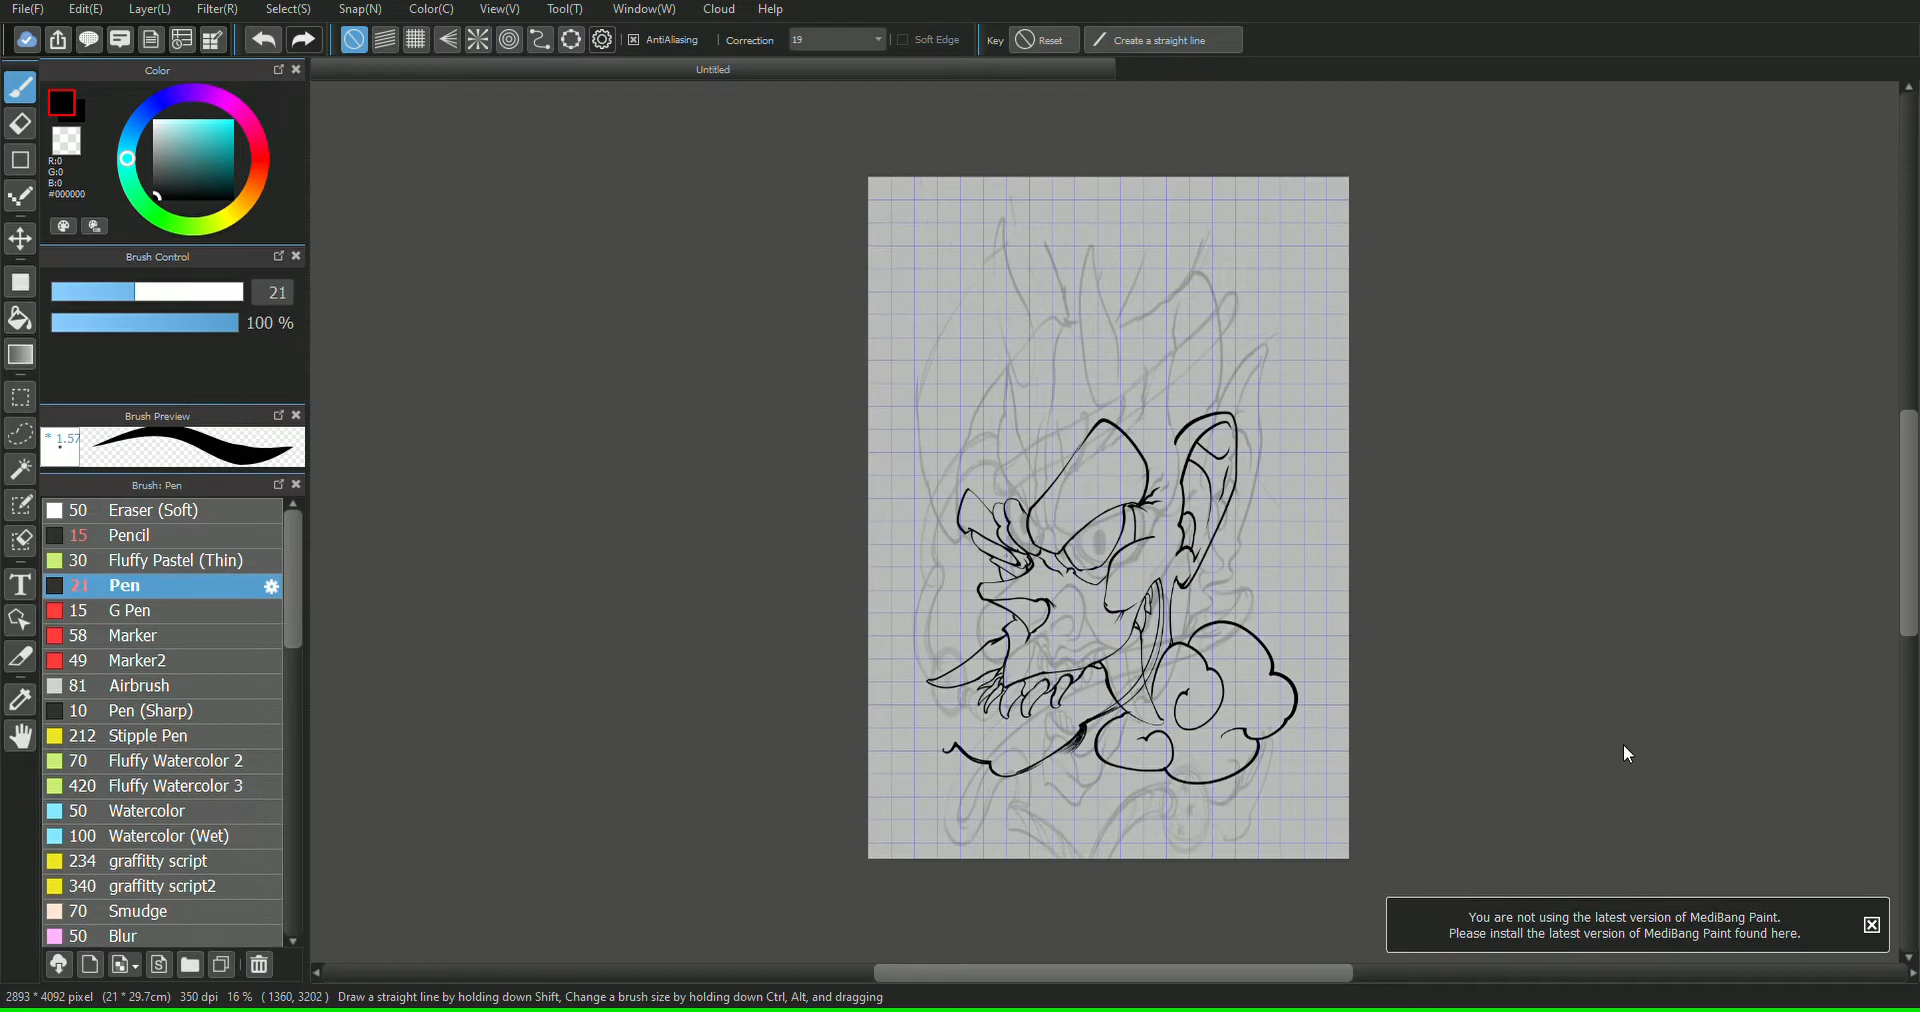 File(F) Edit(E) Layer(L) Filter(R) Select(S) Snap(N) Color(C) View(V) Tool(T) Window(W) Cloud Help
AntiAliasing Correction 19 Soft Edge Key Reset Create a straight line
Untitled
Color
R:0
G:0
B:0
#000000
Brush Control
21
100 %
Brush Preview
* 1.57
Brush: Pen
50 Eraser (Soft)
15 Pencil
30 Fluffy Pastel (Thin)
21 Pen
15 G Pen
58 Marker
49 Marker2
81 Airbrush
10 Pen (Sharp)
212 Stipple Pen
70 Fluffy Watercolor 2
420 Fluffy Watercolor 3
50 Watercolor
100 Watercolor (Wet)
234 graffitty script
340 graffitty script2
70 Smudge
50 Blur
You are not using the latest version of MediBang Paint.
Please install the latest version of MediBang Paint found here.
2893 * 4092 pixel (21 * 29.7cm) 350 dpi 16 % ( 1360, 3202 ) Draw a straight line by holding down Shift, Change a brush size by holding down Ctrl, Alt, and dragging